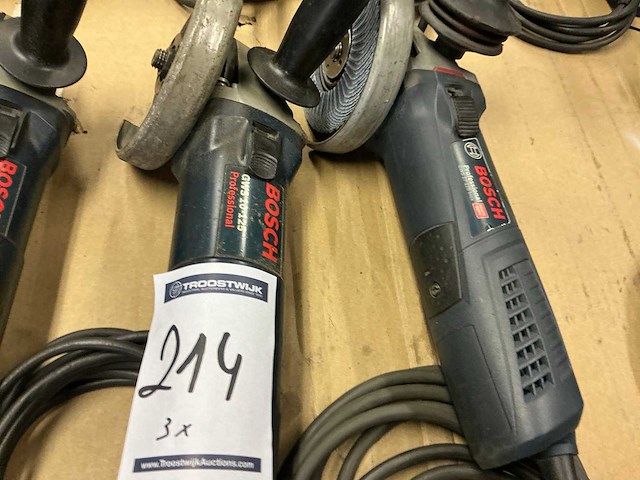 BOSCH
GWS 10-125
Professional
BOSCH
BOSCH
Professional
TROOSTWIJK
214
3x
www.TroostwijkAuctions.com